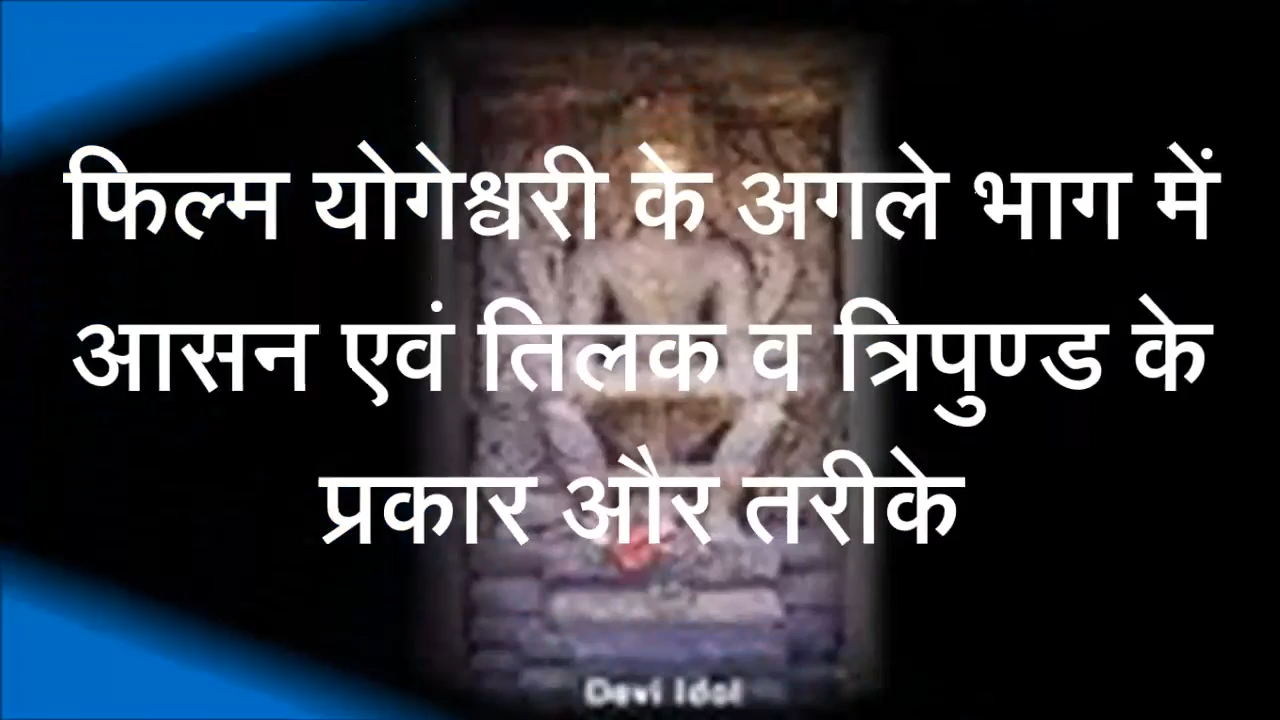 फिल्म योगेश्वरी के अगले भाग में
आसन एवं तिलक व त्रिपुण्ड के
प्रकार और तरीके
Devi Idol